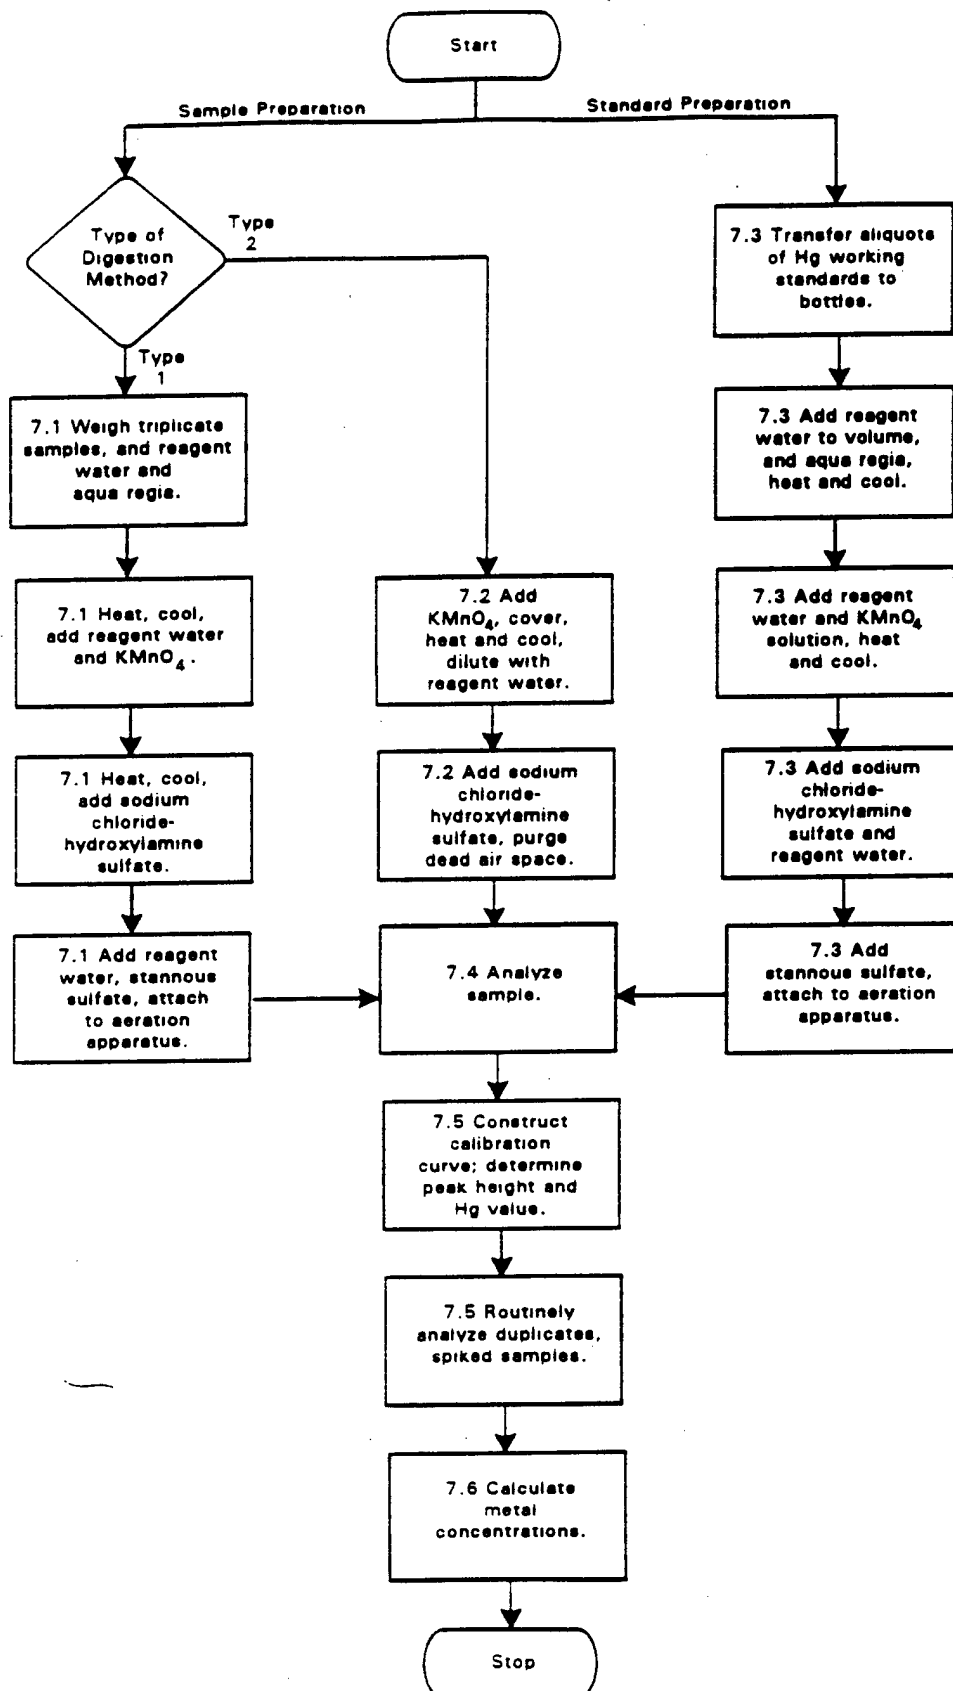 Start
Sample Preparation
Standard Preparation
Type of
Digestion
Method?
Type
2
Type
1
7.1 Weigh triplicate
samples, and reagent
water and
aqua regia.
7.1 Heat, cool,
add reagent water
and KMnO4.
7.1 Heat, cool,
add sodium
chloride-
hydroxylamine
sulfate.
7.1 Add reagent
water, stannous
sulfate, attach
to aeration
apparatus.
7.2 Add
KMnO4, cover,
heat and cool,
dilute with
reagent water.
7.2 Add sodium
chloride-
hydroxylamine
sulfate, purge
dead air space.
7.3 Transfer aliquots
of Hg working
standards to
bottles.
7.3 Add reagent
water to volume,
and aqua regia,
heat and cool.
7.3 Add reagent
water and KMnO4
solution, heat
and cool.
7.3 Add sodium
chloride-
hydroxylamine
sulfate and
reagent water.
7.3 Add
stannous sulfate,
attach to aeration
apparatus.
7.4 Analyze
sample.
7.5 Construct
calibration
curve; determine
peak height and
Hg value.
7.5 Routinely
analyze duplicates,
spiked samples.
7.6 Calculate
metal
concentrations.
Stop